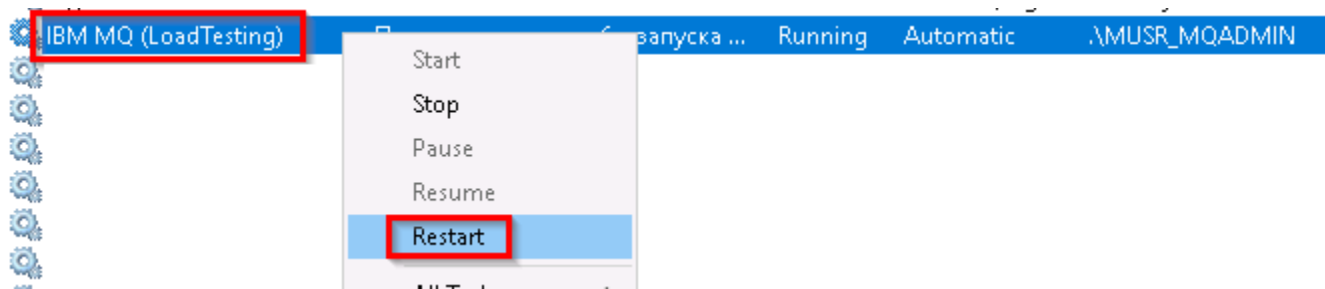 IBM MQ (LoadTesting) запуска ... Running Automatic .\MUSR_MQADMIN
Start
Stop
Pause
Resume
Restart